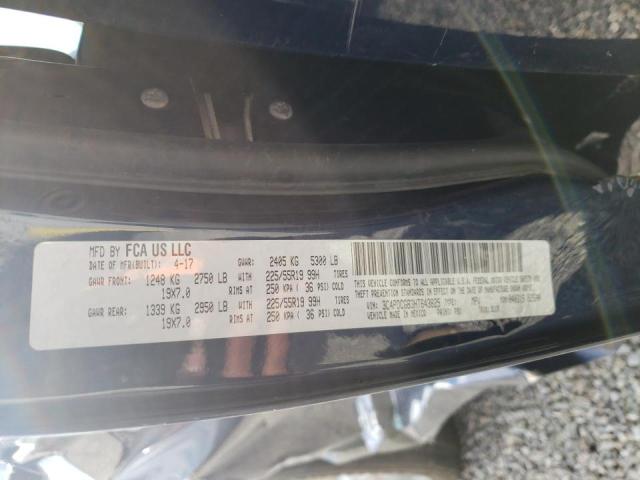 MFD BY FCA US LLC
DATE OF MFR(BUILT): 4-17 GVWR: 2405 KG 5300 LB
GAWR FRONT: 1248 KG 2750 LB WITH 225/55R19 99H TIRES
19X7.0 RIMS AT 250 KPA ( 36 PSI) COLD
GAWR REAR: 1339 KG 2950 LB WITH 225/55R19 99H TIRES
19X7.0 RIMS AT 250 KPA ( 36 PSI) COLD
THIS VEHICLE CONFORMS TO ALL APPLICABLE U.S.A. FEDERAL MOTOR VEHICLE SAFETY AND
THEFT PREVENTION STANDARDS IN EFFECT ON THE DATE OF MANUFACTURE SHOWN ABOVE.
VIN: TYPE: MPV
VEHICLE MADE IN MEXICO PAINT: